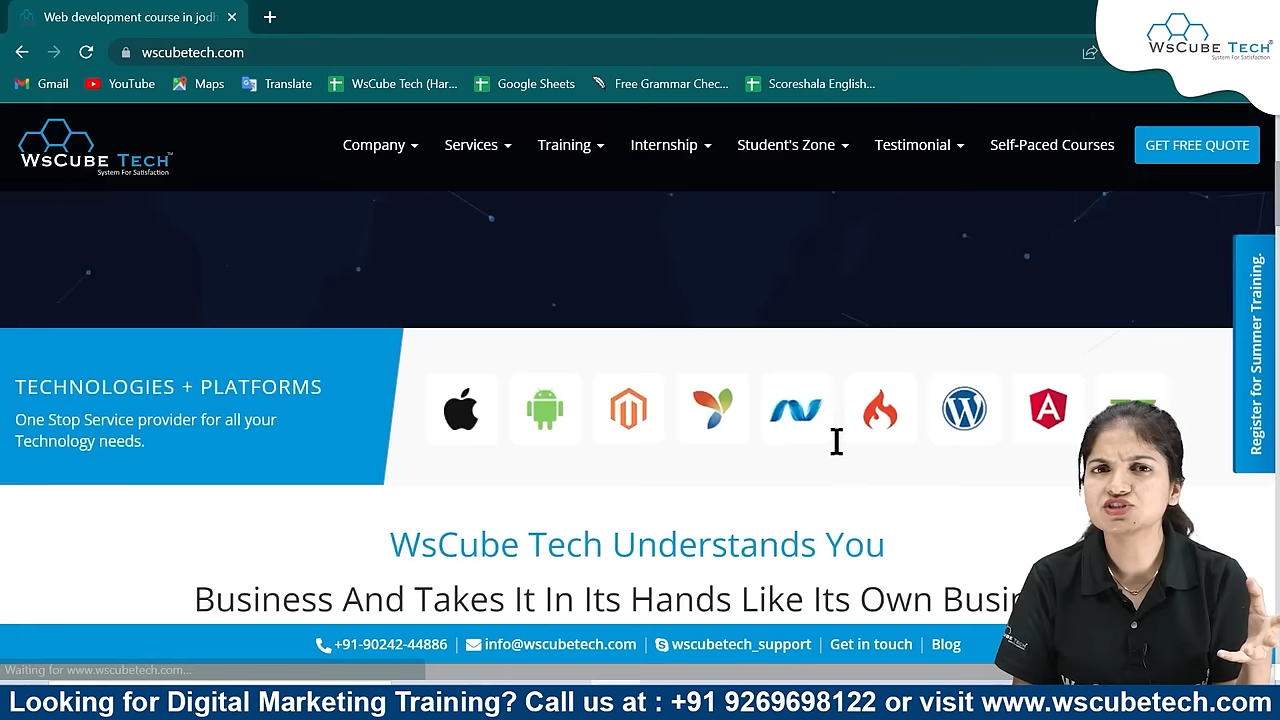 Web development course in jodh
WsCube Tech
System For Satisfaction
wscubetech.com
Gmail
YouTube
Maps
Translate
WsCube Tech (Har...
Google Sheets
Free Grammar Chec...
Scoreshala English...
WsCube Tech™
System For Satisfaction
Company
Services
Training
Internship
Student's Zone
Testimonial
Self-Paced Courses
GET FREE QUOTE
Register for Summer Training.
TECHNOLOGIES + PLATFORMS
One Stop Service provider for all your
Technology needs.
WsCube Tech Understands You
Business And Takes It In Its Hands Like Its Own Busin
+91-90242-44886 | info@wscubetech.com | wscubetech_support | Get in touch | Blog
Waiting for www.wscubetech.com...
Looking for Digital Marketing Training? Call us at : +91 9269698122 or visit www.wscubetech.com